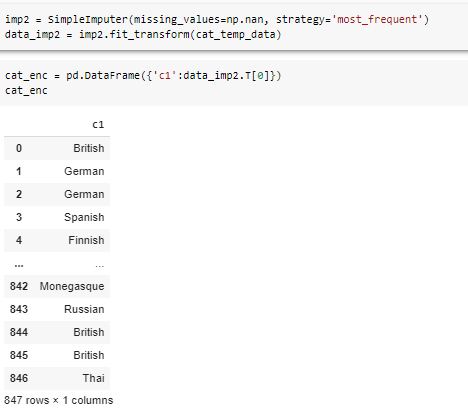 imp2 = SimpleImputer(missing_values=np.nan, strategy='most_frequent')
data_imp2 = imp2.fit_transform(cat_temp_data)
cat_enc = pd.DataFrame({'c1':data_imp2.T[0]})
cat_enc
c1
0 British
1 German
2 German
3 Spanish
4 Finnish
... ...
842 Monegasque
843 Russian
844 British
845 British
846 Thai
847 rows × 1 columns